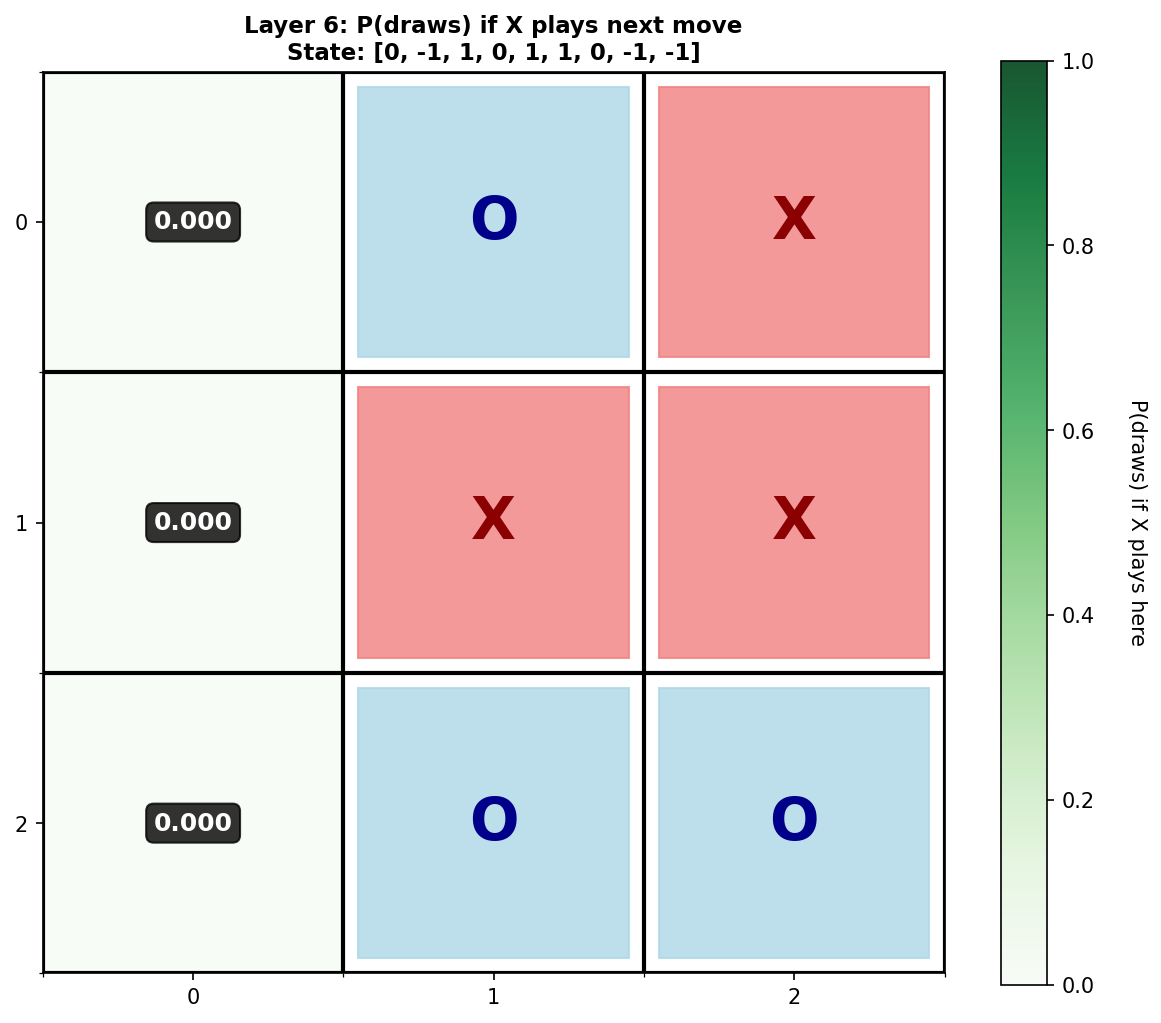 Layer 6: P(draws) if X plays next move
State: [0, -1, 1, 0, 1, 1, 0, -1, -1]
0
0.000
O
X
1
0.000
X
X
2
0.000
O
O
0
1
2
1.0
0.8
0.6
0.4
0.2
0.0
P(draws) if X plays here